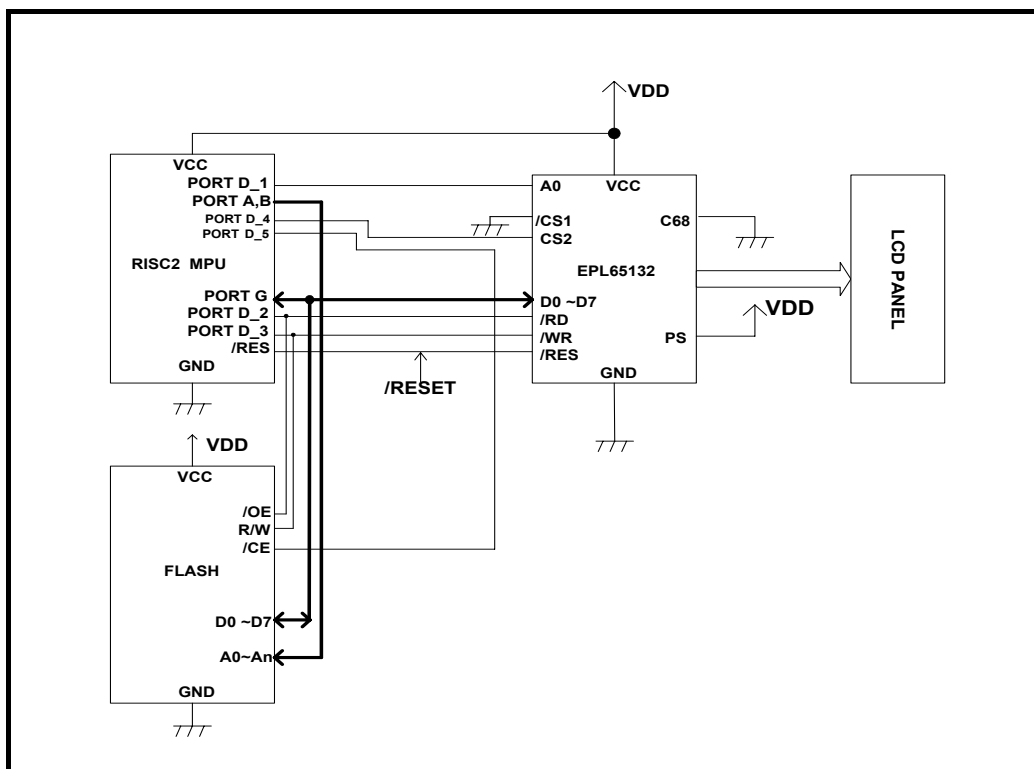 VDD
VCC
PORT D_1
PORT A,B
PORT D_4
PORT D_5
RISC2 MPU
PORT G
PORT D_2
PORT D_3
/RES
GND
/RESET
A0
VCC
/CS1
CS2
C68
EPL65132
D0 ~D7
/RD
/WR
/RES
PS
GND
VDD
LCD PANEL
VDD
VCC
/OE
R/W
/CE
FLASH
D0 ~D7
A0~An
GND